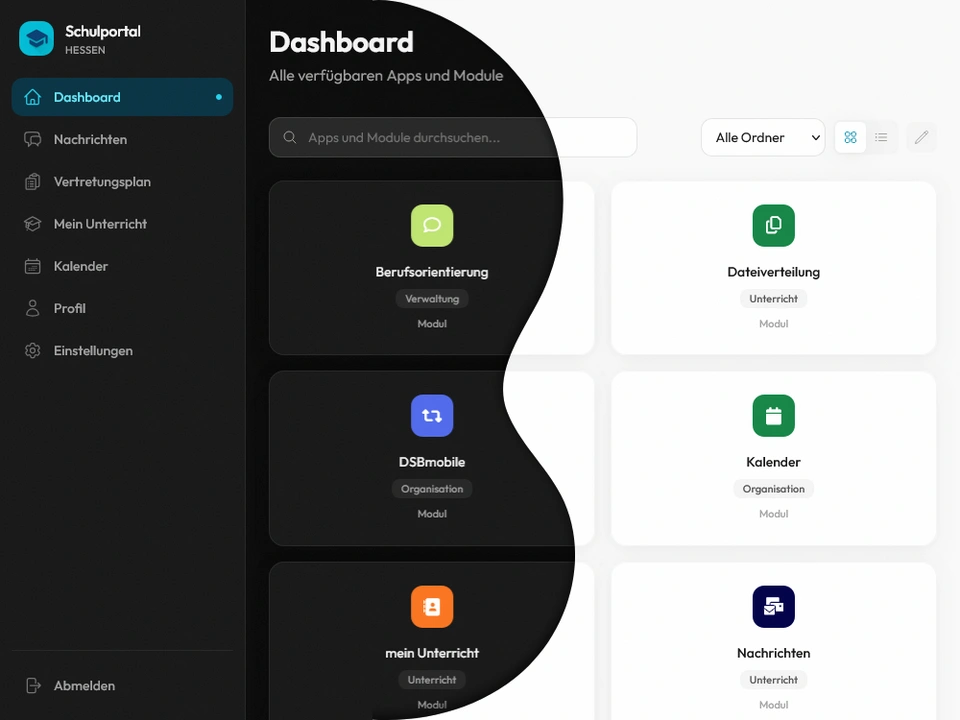 Schulportal
HESSEN
Dashboard
Nachrichten
Vertretungsplan
Mein Unterricht
Kalender
Profil
Einstellungen
Abmelden
Dashboard
Alle verfügbaren Apps und Module
Apps und Module durchsuchen...
Alle Ordner
Berufsorientierung
Verwaltung
Modul
Dateiverteilung
Unterricht
Modul
DSBmobile
Organisation
Modul
Kalender
Organisation
Modul
mein Unterricht
Unterricht
Modul
Nachrichten
Unterricht
Modul